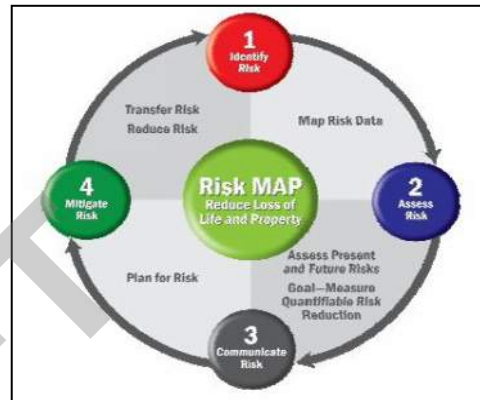 1
Identify
Risk
Map Risk Data
2
Assess
Risk
Assess Present
and Future Risks
Goal—Measure
Quantifiable Risk
Reduction
3
Communicate
Risk
Plan for Risk
4
Mitigate
Risk
Transfer Risk
Reduce Risk
Risk MAP
Reduce Loss of
Life and Property